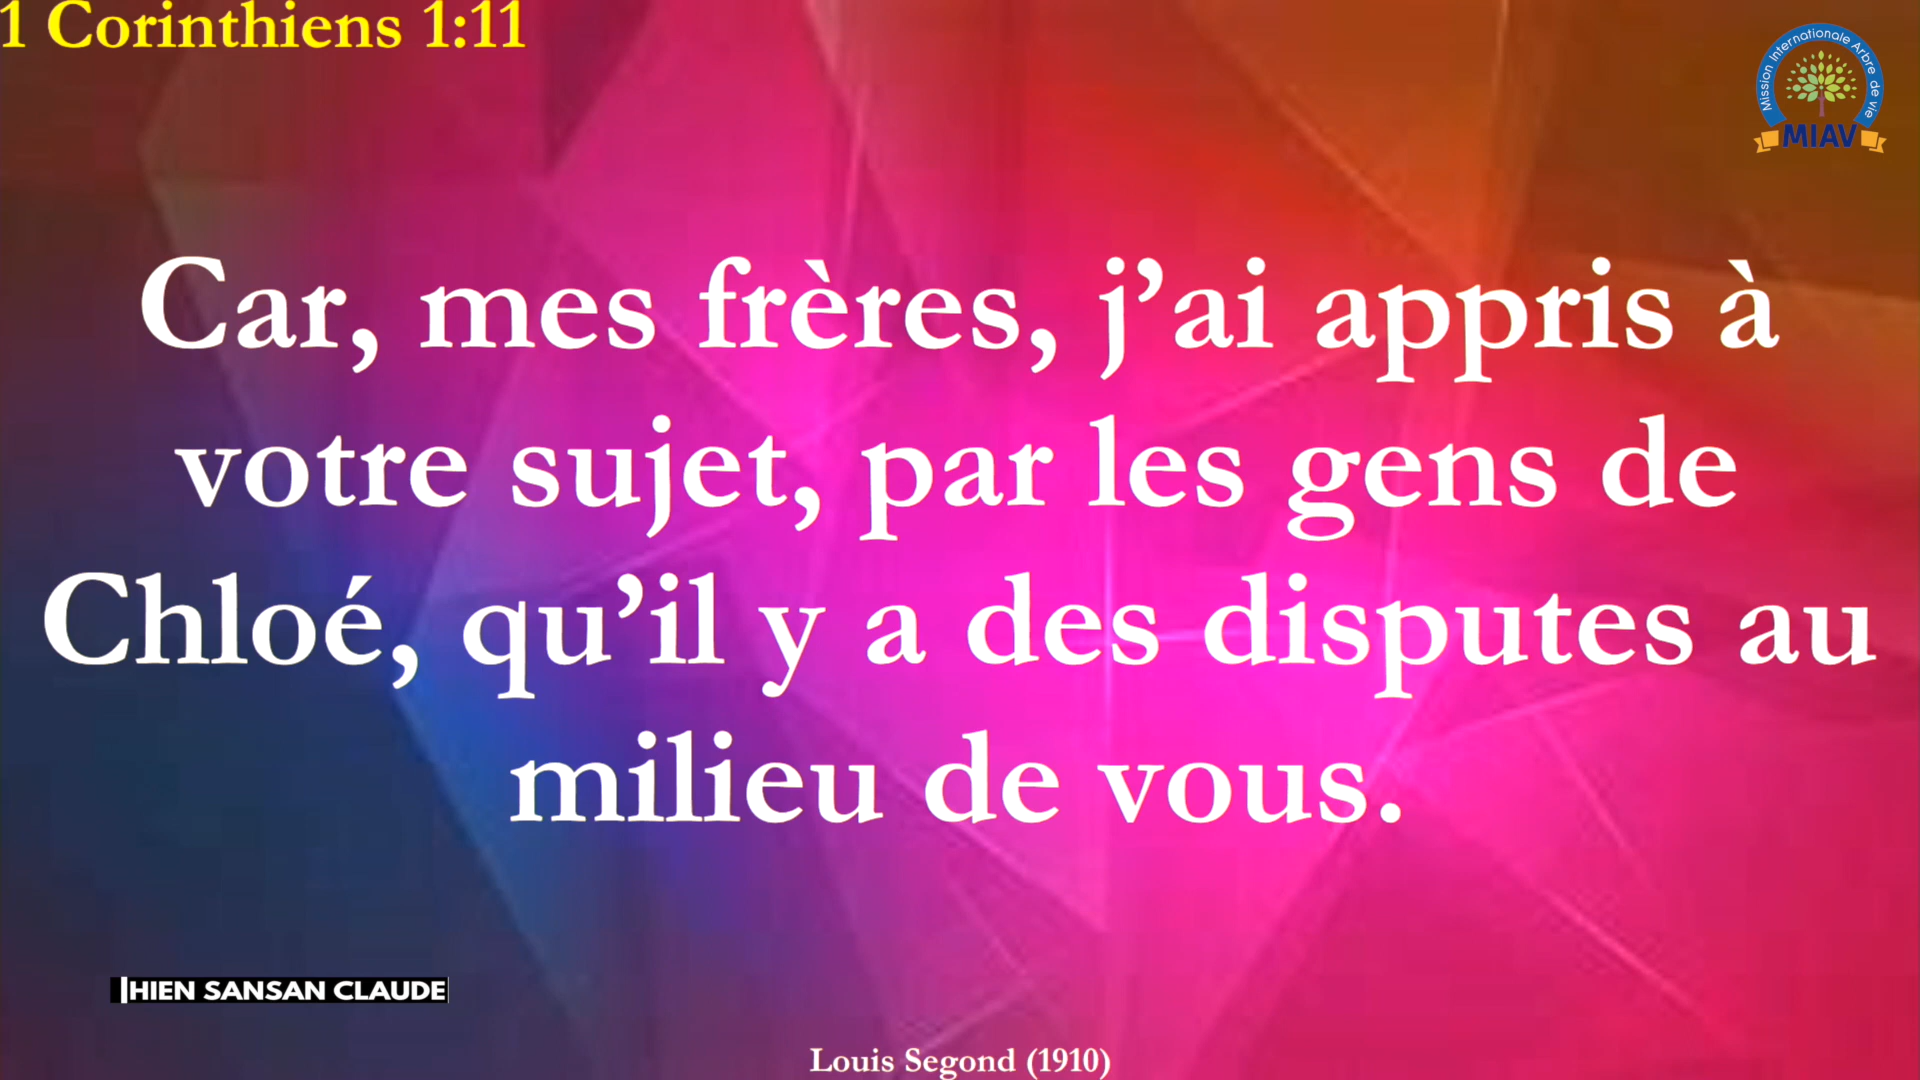 1 Corinthiens 1:11
Mission Internationale Arbre de vie
MIAV
Car, mes frères, j’ai appris à
votre sujet, par les gens de
Chloé, qu’il y a des disputes au
milieu de vous.
HIEN SANSAN CLAUDE
Louis Segond (1910)